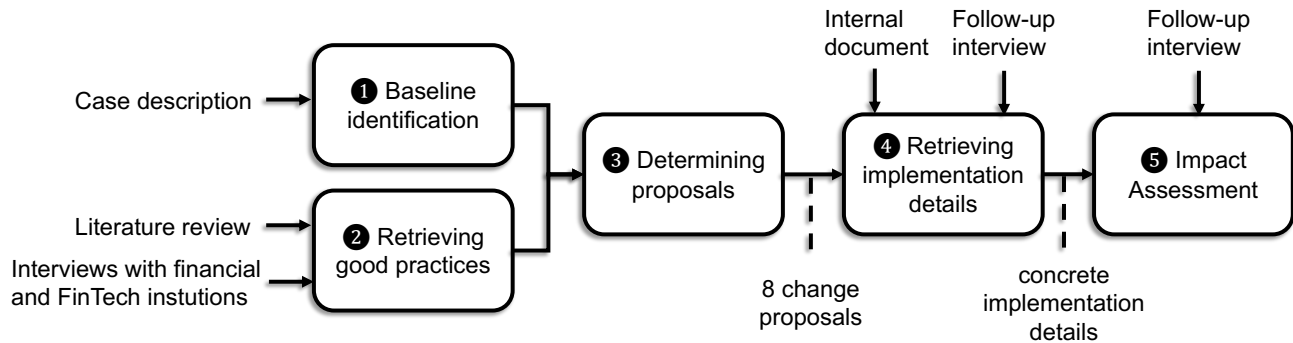 Case description
❶ Baseline
identification
Literature review
Interviews with financial
and FinTech instutions
❷ Retrieving
good practices
❸ Determining
proposals
8 change
proposals
Internal
document
Follow-up
interview
❹ Retrieving
implementation
details
concrete
implementation
details
Follow-up
interview
❺ Impact
Assessment